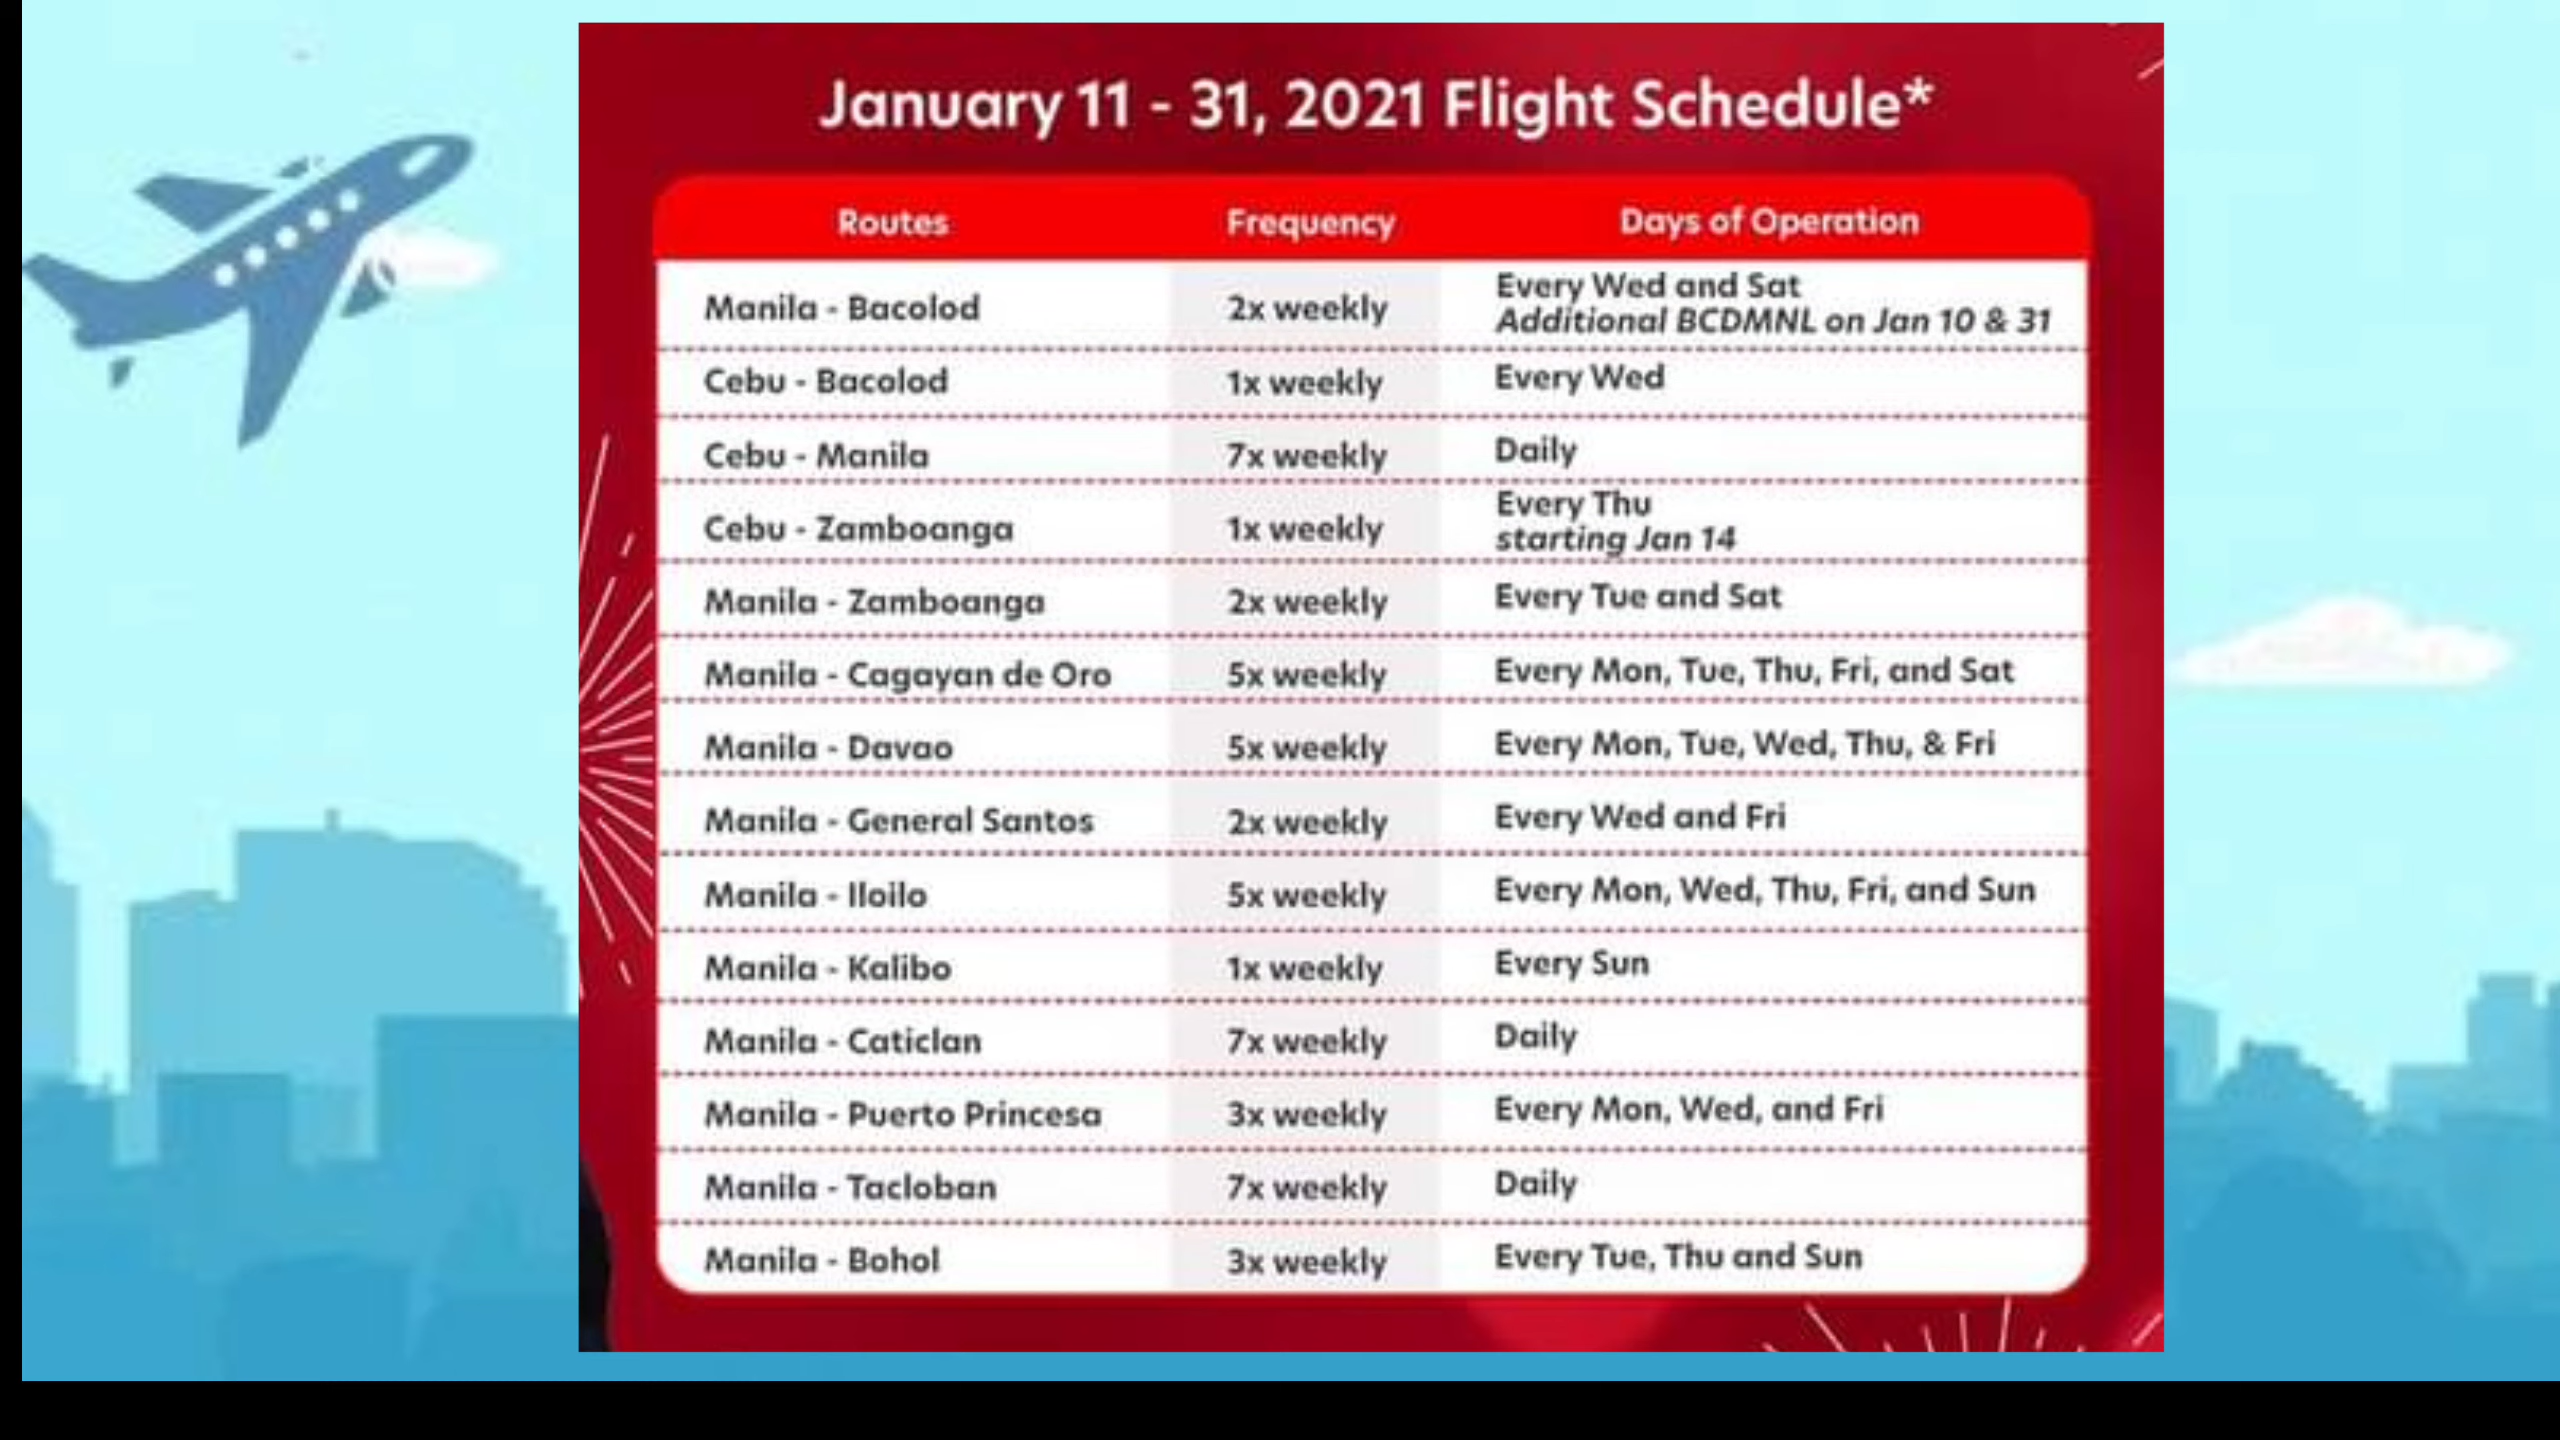 January 11 - 31, 2021 Flight Schedule*
Routes Frequency Days of Operation
Manila - Bacolod 2x weekly Every Wed and Sat
Additional BCDMNL on Jan 10 & 31
Cebu - Bacolod 1x weekly Every Wed
Cebu - Manila 7x weekly Daily
Cebu - Zamboanga 1x weekly Every Thu
starting Jan 14
Manila - Zamboanga 2x weekly Every Tue and Sat
Manila - Cagayan de Oro 5x weekly Every Mon, Tue, Thu, Fri, and Sat
Manila - Davao 5x weekly Every Mon, Tue, Wed, Thu, & Fri
Manila - General Santos 2x weekly Every Wed and Fri
Manila - Iloilo 5x weekly Every Mon, Wed, Thu, Fri, and Sun
Manila - Kalibo 1x weekly Every Sun
Manila - Caticlan 7x weekly Daily
Manila - Puerto Princesa 3x weekly Every Mon, Wed, and Fri
Manila - Tacloban 7x weekly Daily
Manila - Bohol 3x weekly Every Tue, Thu and Sun